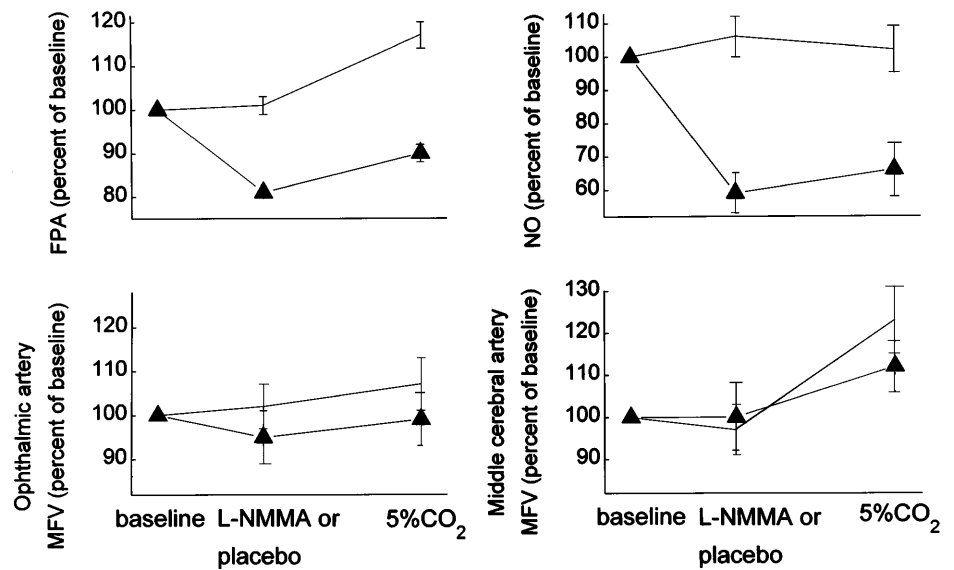 FPA (percent of baseline)
120
110
100
90
80
NO (percent of baseline)
110
100
90
80
70
60
Ophthalmic artery
MFV (percent of baseline)
120
110
100
90
baseline L-NMMA or 5%CO2
placebo
Middle cerebral artery
MFV (percent of baseline)
130
120
110
100
90
baseline L-NMMA or 5%CO2
placebo